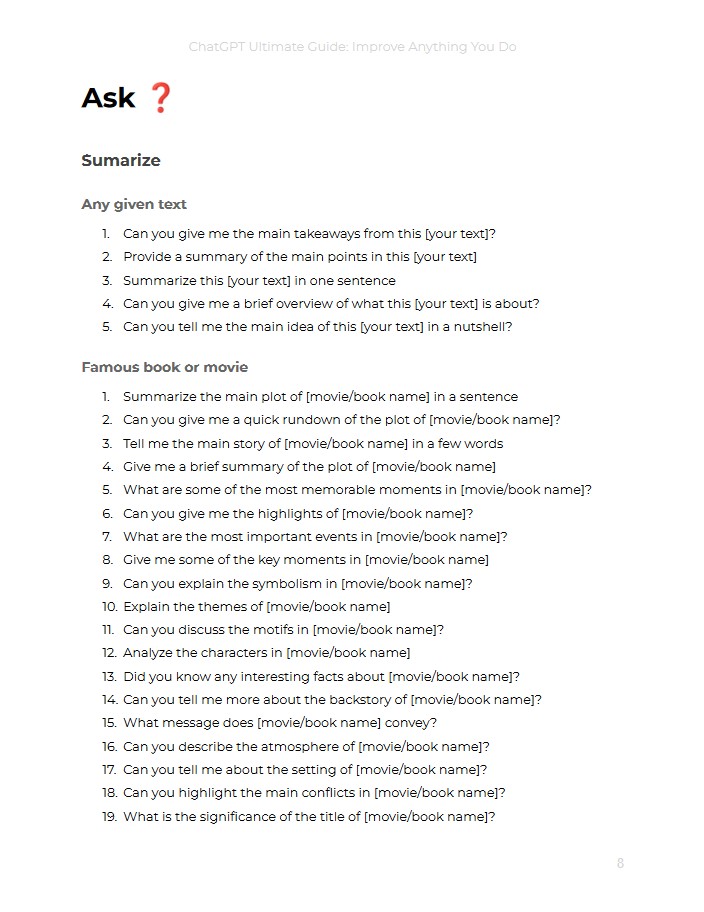 ChatGPT Ultimate Guide: Improve Anything You Do
Ask ❓
Sumarize
Any given text
1. Can you give me the main takeaways from this [your text]?
2. Provide a summary of the main points in this [your text]
3. Summarize this [your text] in one sentence
4. Can you give me a brief overview of what this [your text] is about?
5. Can you tell me the main idea of this [your text] in a nutshell?
Famous book or movie
1. Summarize the main plot of [movie/book name] in a sentence
2. Can you give me a quick rundown of the plot of [movie/book name]?
3. Tell me the main story of [movie/book name] in a few words
4. Give me a brief summary of the plot of [movie/book name]
5. What are some of the most memorable moments in [movie/book name]?
6. Can you give me the highlights of [movie/book name]?
7. What are the most important events in [movie/book name]?
8. Give me some of the key moments in [movie/book name]
9. Can you explain the symbolism in [movie/book name]?
10. Explain the themes of [movie/book name]
11. Can you discuss the motifs in [movie/book name]?
12. Analyze the characters in [movie/book name]
13. Did you know any interesting facts about [movie/book name]?
14. Can you tell me more about the backstory of [movie/book name]?
15. What message does [movie/book name] convey?
16. Can you describe the atmosphere of [movie/book name]?
17. Can you tell me about the setting of [movie/book name]?
18. Can you highlight the main conflicts in [movie/book name]?
19. What is the significance of the title of [movie/book name]?
8